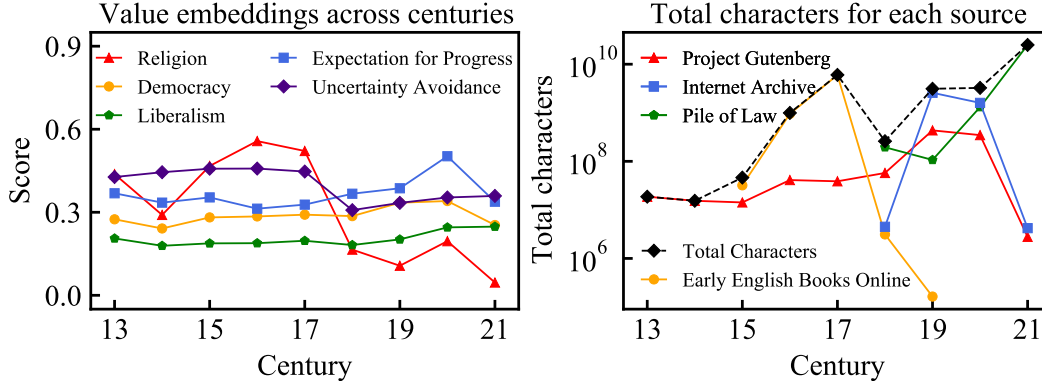 Value embeddings across centuries
0.9
0.6
0.3
0.0
Score
Religion
Democracy
Liberalism
Expectation for Progress
Uncertainty Avoidance
13
15
17
19
21
Century
Total characters for each source
10^10
10^8
10^6
Total characters
Project Gutenberg
Internet Archive
Pile of Law
Total Characters
Early English Books Online
13
15
17
19
21
Century